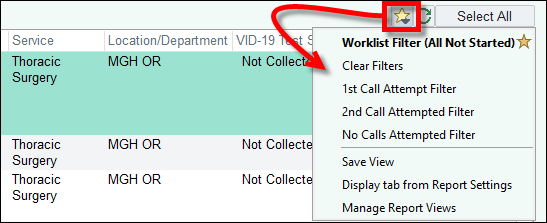 Select All
Service Location/Department VID-19 Test S
Thoracic Surgery MGH OR Not Collecte
Thoracic Surgery MGH OR Not Collecte
Thoracic Surgery MGH OR Not Collecte
Worklist Filter (All Not Started)
Clear Filters
1st Call Attempt Filter
2nd Call Attempted Filter
No Calls Attempted Filter
Save View
Display tab from Report Settings
Manage Report Views